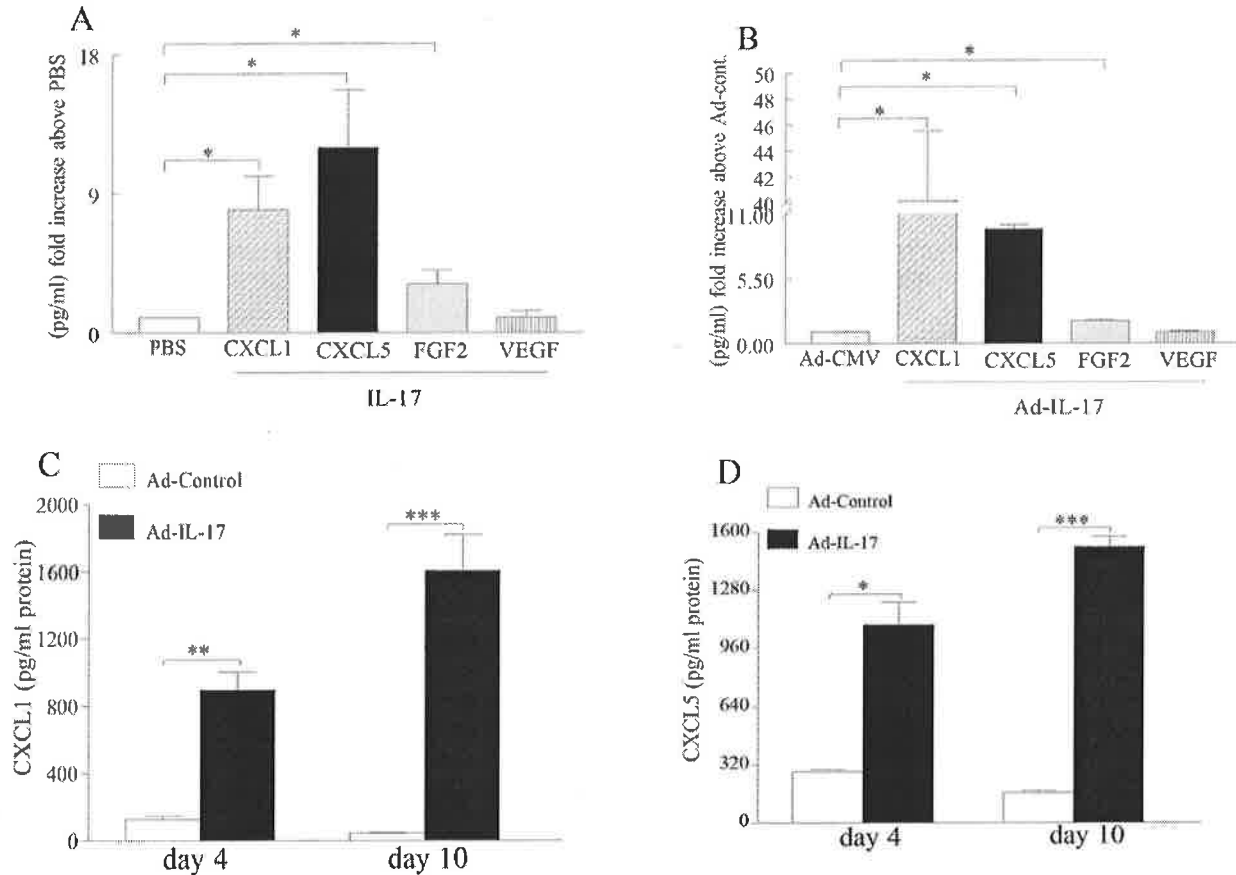 A
(pg/ml) fold increase above PBS
18
9
0
*
*
*
PBS CXCL1 CXCL5 FGF2 VEGF
IL-17
B
(pg/ml) fold increase above Ad-cont.
50
48
46
44
42
40
11.00
5.50
0.00
*
*
*
Ad-CMV CXCL1 CXCL5 FGF2 VEGF
Ad-IL-17
C
Ad-Control
Ad-IL-17
CXCL1 (pg/ml protein)
2000
1600
1200
800
400
0
**
***
day 4 day 10
D
Ad-Control
Ad-IL-17
CXCL5 (pg/ml protein)
1600
1280
960
640
320
0
*
***
day 4 day 10